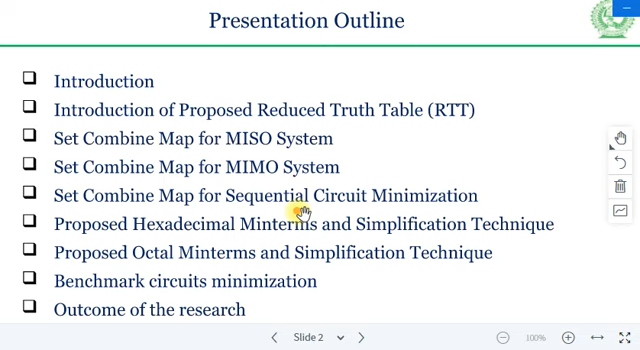 Presentation Outline
Introduction
Introduction of Proposed Reduced Truth Table (RTT)
Set Combine Map for MISO System
Set Combine Map for MIMO System
Set Combine Map for Sequential Circuit Minimization
Proposed Hexadecimal Minterms and Simplification Technique
Proposed Octal Minterms and Simplification Technique
Benchmark circuits minimization
Outcome of the research
Slide 2
100%